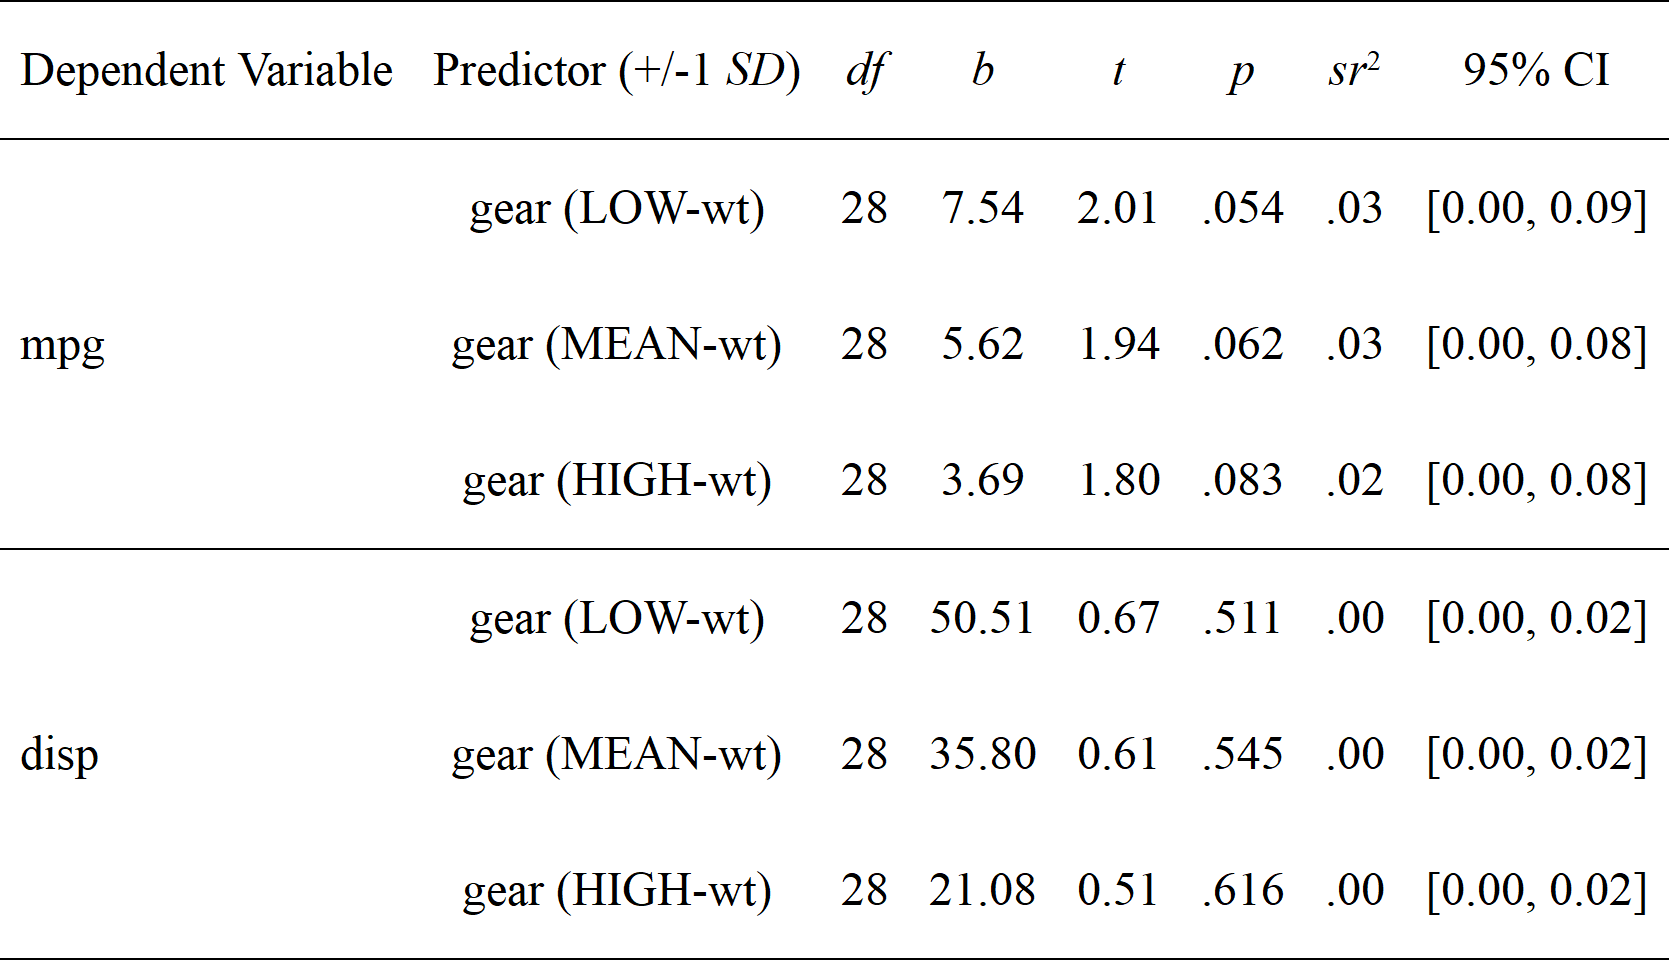 Dependent Variable Predictor (+/-1 SD) df b t p sr² 95% CI
gear (LOW-wt) 28 7.54 2.01 .054 .03 [0.00, 0.09]
mpg gear (MEAN-wt) 28 5.62 1.94 .062 .03 [0.00, 0.08]
gear (HIGH-wt) 28 3.69 1.80 .083 .02 [0.00, 0.08]
gear (LOW-wt) 28 50.51 0.67 .511 .00 [0.00, 0.02]
disp gear (MEAN-wt) 28 35.80 0.61 .545 .00 [0.00, 0.02]
gear (HIGH-wt) 28 21.08 0.51 .616 .00 [0.00, 0.02]